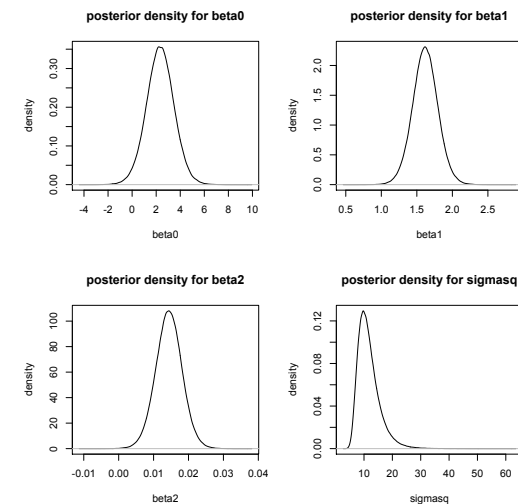 posterior density for beta0
density
0.00
0.10
0.20
0.30
-4 -2 0 2 4 6 8 10
beta0
posterior density for beta1
density
0.0
0.5
1.0
1.5
2.0
0.5 1.0 1.5 2.0 2.5
beta1
posterior density for beta2
density
0
20
40
60
80
100
-0.01 0.00 0.01 0.02 0.03 0.04
beta2
posterior density for sigmasq
density
0.00
0.04
0.08
0.12
10 20 30 40 50 60
sigmasq